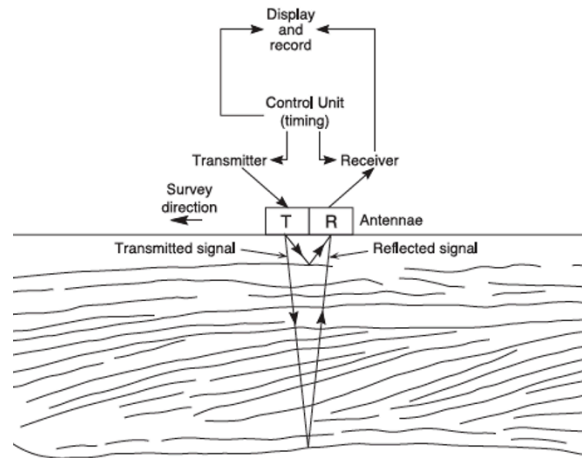 Display
and
record
Control Unit
(timing)
Transmitter
Receiver
Survey
direction
T
R
Antennae
Transmitted signal
Reflected signal